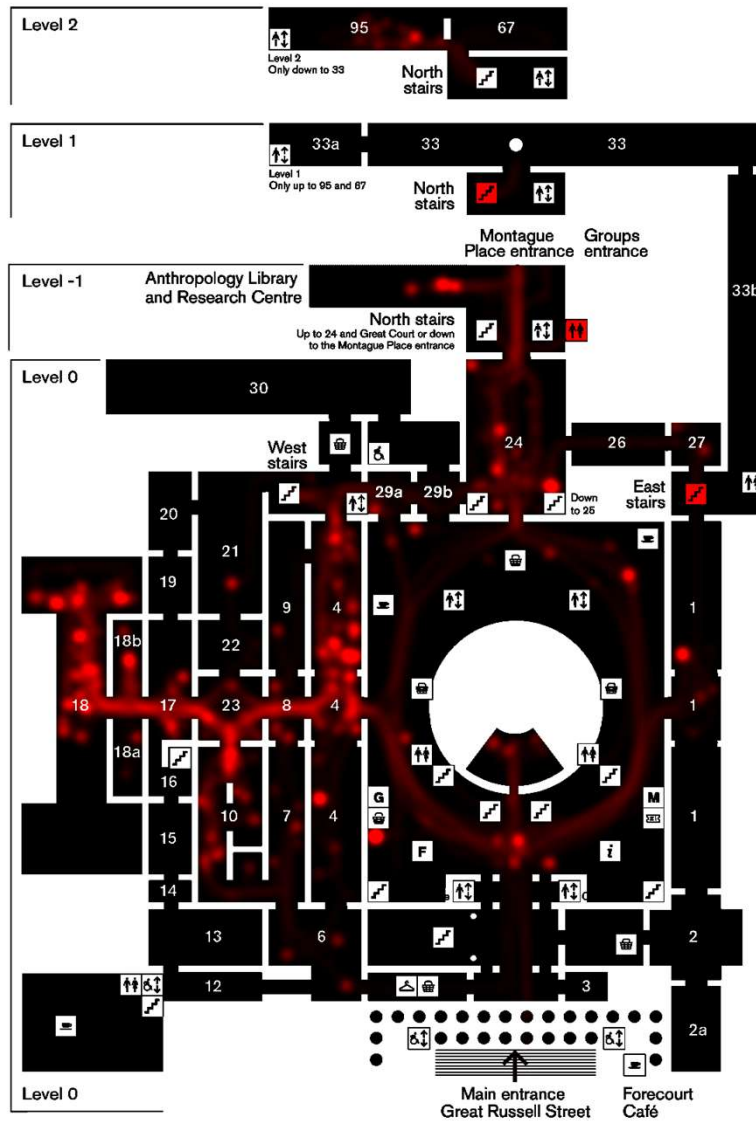 Level 2
95
67
Level 2
Only down to 33
North
stairs
Level 1
33a
33
33
Level 1
Only up to 95 and 67
North
stairs
Montague
Place entrance
Groups
entrance
Level -1
Anthropology Library
and Research Centre
33b
North stairs
Up to 24 and Great Court or down
to the Montague Place entrance
Level 0
30
24
26
27
West
stairs
29a
29b
Down
to 25
East
stairs
20
21
19
9
4
1
18b
22
18
17
23
8
4
1
18a
16
10
7
4
G
M
1
15
F
i
14
13
6
2
12
3
2a
Level 0
Main entrance
Great Russell Street
Forecourt
Café